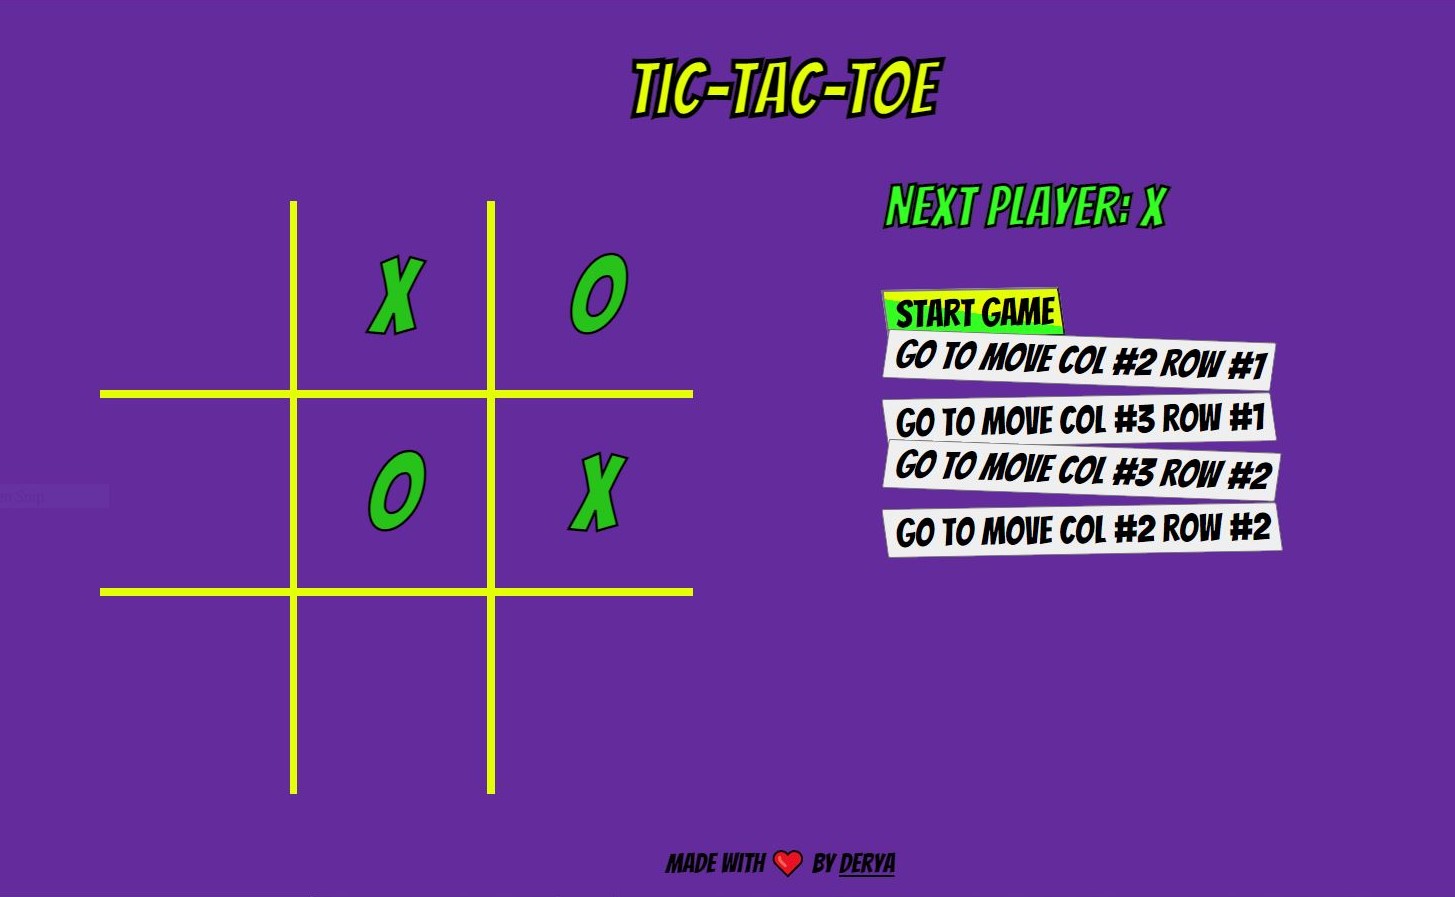 TIC-TAC-TOE
NEXT PLAYER: X
X O
O X
START GAME
GO TO MOVE COL #2 ROW #1
GO TO MOVE COL #3 ROW #1
GO TO MOVE COL #3 ROW #2
GO TO MOVE COL #2 ROW #2
MADE WITH ❤️ BY DERYA